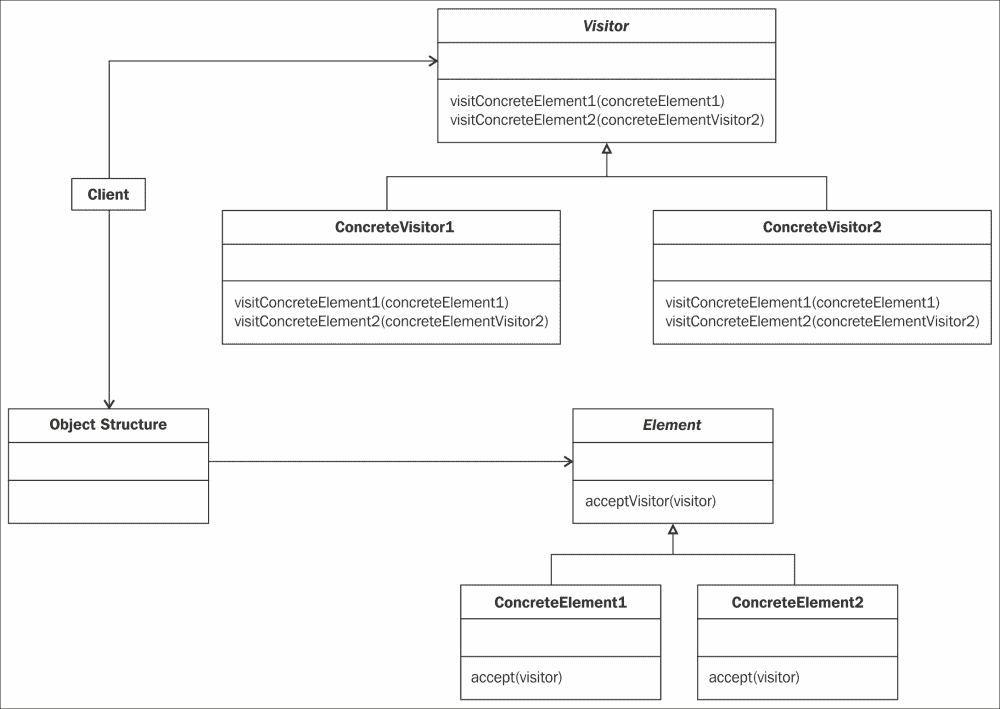 Visitor
visitConcreteElement1(concreteElement1)
visitConcreteElement2(concreteElementVisitor2)
Client
ConcreteVisitor1
visitConcreteElement1(concreteElement1)
visitConcreteElement2(concreteElementVisitor2)
ConcreteVisitor2
visitConcreteElement1(concreteElement1)
visitConcreteElement2(concreteElementVisitor2)
Object Structure
Element
acceptVisitor(visitor)
ConcreteElement1
accept(visitor)
ConcreteElement2
accept(visitor)